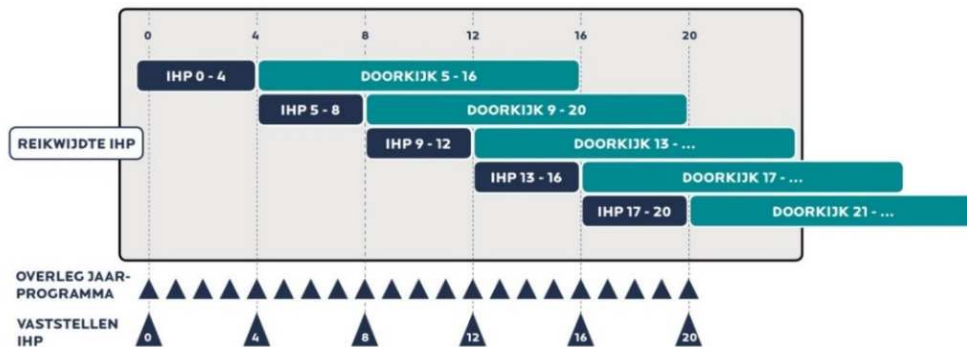 0 4 8 12 16 20
IHP 0 - 4 DOORKIJK 5 - 16
IHP 5 - 8 DOORKIJK 9 - 20
REIKWIJDTE IHP
IHP 9 - 12 DOORKIJK 13 - ...
IHP 13 - 16 DOORKIJK 17 - ...
IHP 17 - 20 DOORKIJK 21 - ...
OVERLEG JAAR-
PROGRAMMA
VASTSTELLEN
IHP
0 4 8 12 16 20